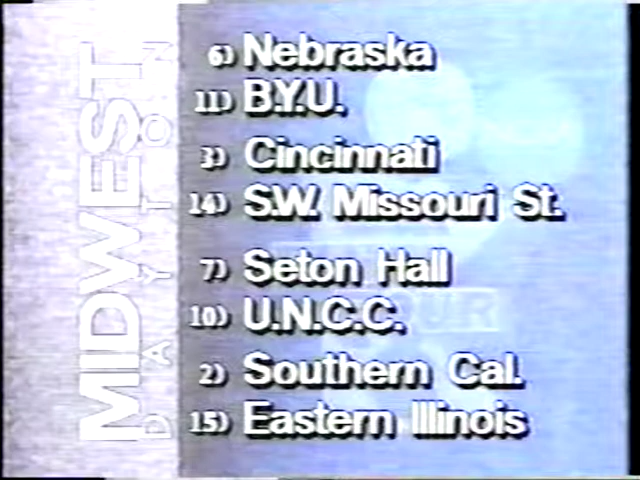 MIDWEST
DAYTON
6) Nebraska
11) B.Y.U.
3) Cincinnati
14) S.W. Missouri St.
7) Seton Hall
10) U.N.C.C.
2) Southern Cal.
15) Eastern Illinois